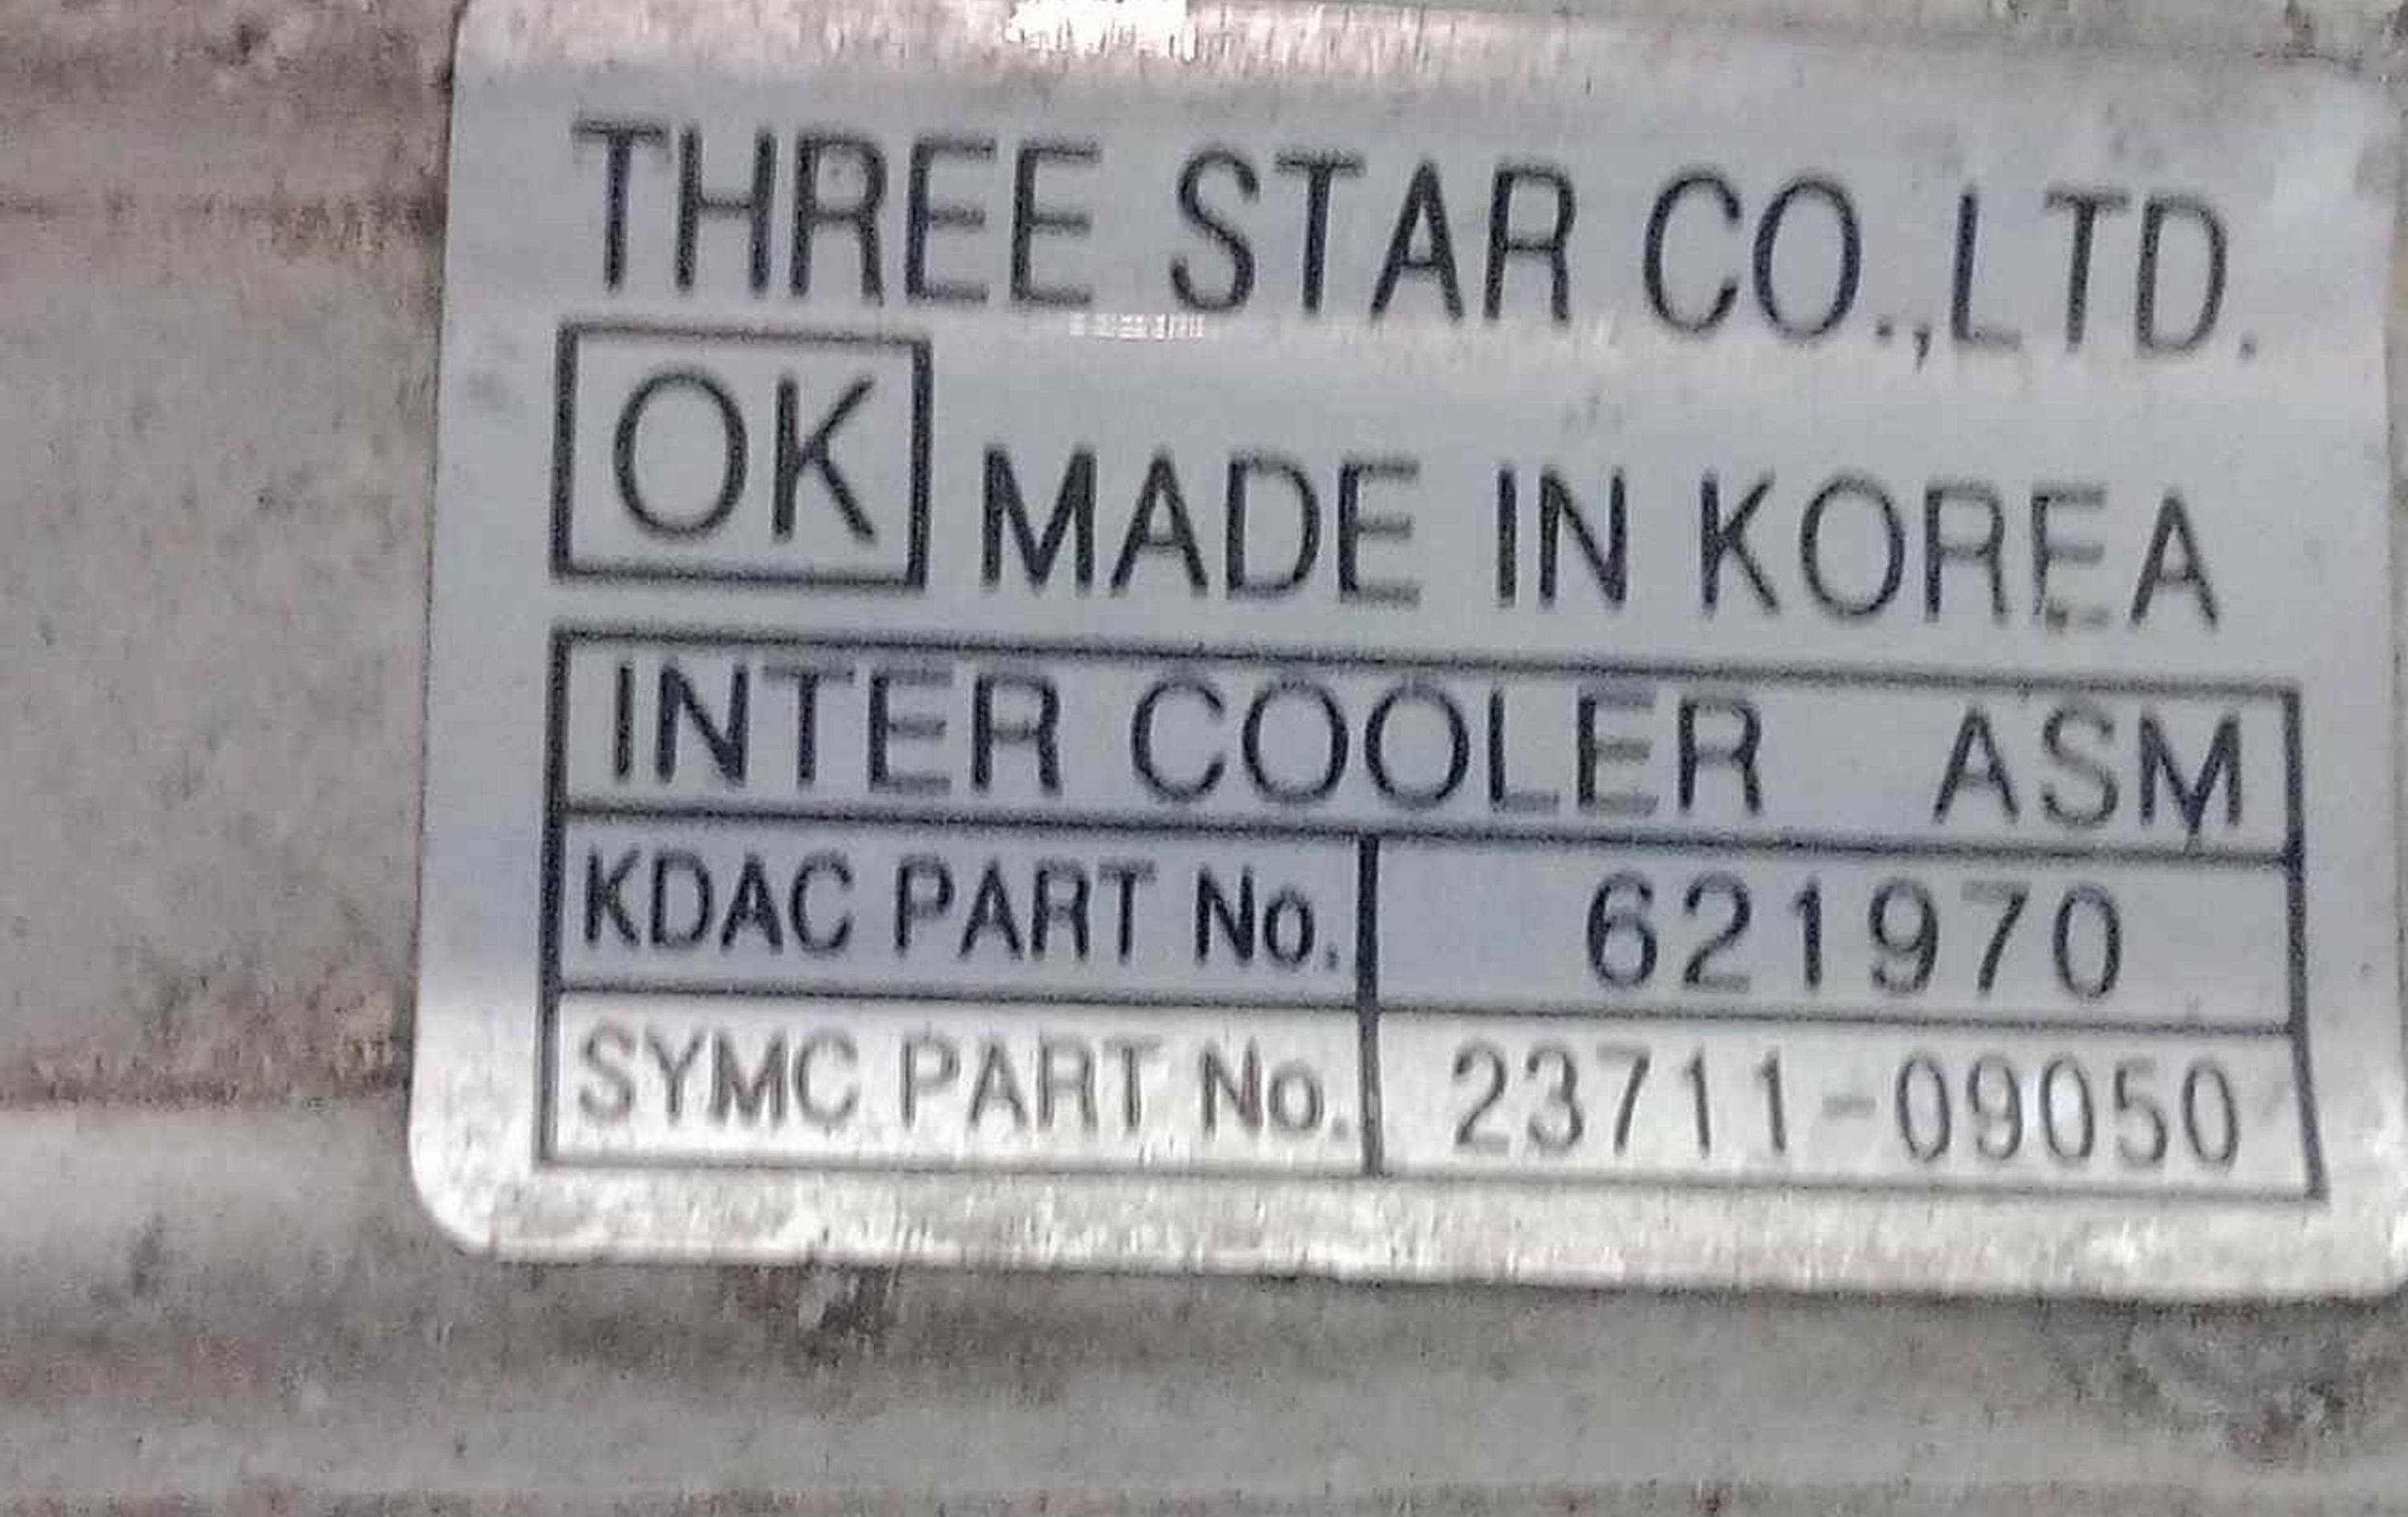 THREE STAR CO.,LTD.
OK MADE IN KOREA
INTER COOLER ASM
KDAC PART No. 621970
SYMC PART No. 23711-09050